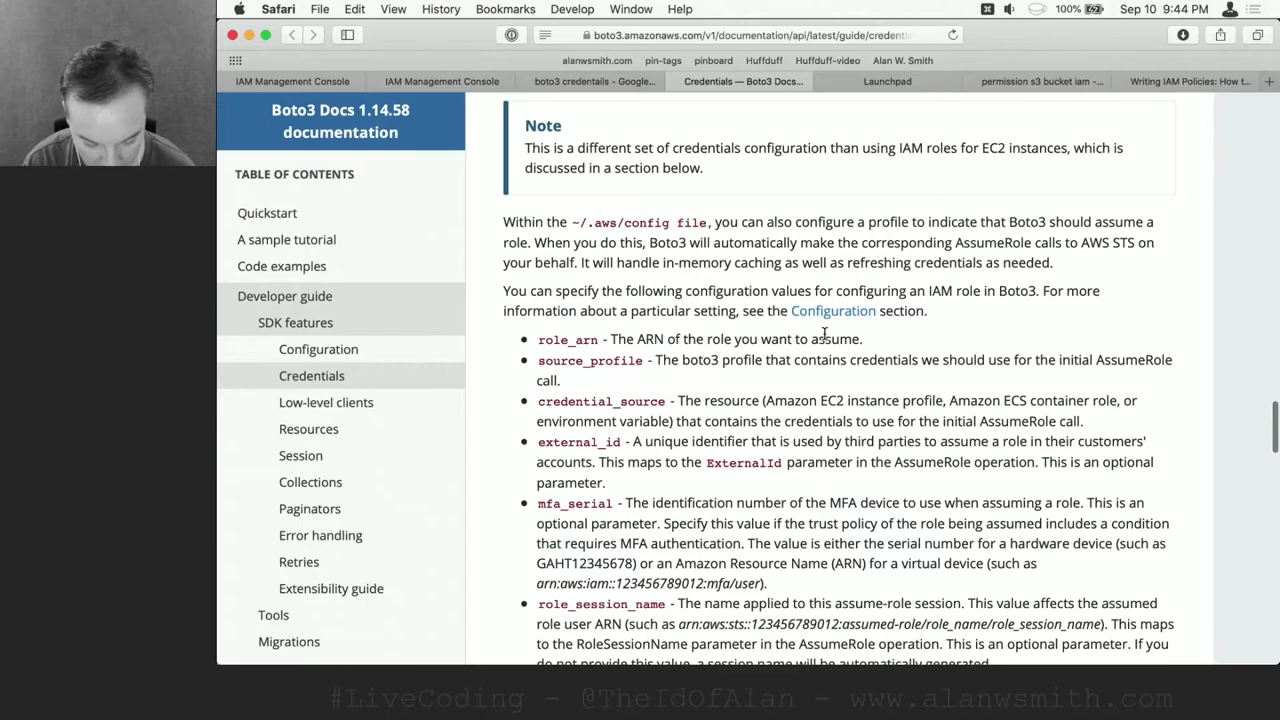 Safari File Edit View History Bookmarks Develop Window Help 100% Sep 10 9:44 PM
boto3.amazonaws.com/v1/documentation/api/latest/guide/credenti
alanwsmith.com pin-tags pinboard Huffduff Huffduff-video Alan W. Smith
IAM Management Console IAM Management Console boto3 credentails - Google... Credentials — Boto3 Docs... Launchpad permission s3 bucket iam -... Writing IAM Policies: How t...
Boto3 Docs 1.14.58
documentation
TABLE OF CONTENTS
Quickstart
A sample tutorial
Code examples
Developer guide
SDK features
Configuration
Credentials
Low-level clients
Resources
Session
Collections
Paginators
Error handling
Retries
Extensibility guide
Tools
Migrations
Note
This is a different set of credentials configuration than using IAM roles for EC2 instances, which is
discussed in a section below.
Within the ~/.aws/config file, you can also configure a profile to indicate that Boto3 should assume a
role. When you do this, Boto3 will automatically make the corresponding AssumeRole calls to AWS STS on
your behalf. It will handle in-memory caching as well as refreshing credentials as needed.
You can specify the following configuration values for configuring an IAM role in Boto3. For more
information about a particular setting, see the Configuration section.
role_arn - The ARN of the role you want to assume.
source_profile - The boto3 profile that contains credentials we should use for the initial AssumeRole
call.
credential_source - The resource (Amazon EC2 instance profile, Amazon ECS container role, or
environment variable) that contains the credentials to use for the initial AssumeRole call.
external_id - A unique identifier that is used by third parties to assume a role in their customers'
accounts. This maps to the ExternalId parameter in the AssumeRole operation. This is an optional
parameter.
mfa_serial - The identification number of the MFA device to use when assuming a role. This is an
optional parameter. Specify this value if the trust policy of the role being assumed includes a condition
that requires MFA authentication. The value is either the serial number for a hardware device (such as
GAHT12345678) or an Amazon Resource Name (ARN) for a virtual device (such as
arn:aws:iam::123456789012:mfa/user).
role_session_name - The name applied to this assume-role session. This value affects the assumed
role user ARN (such as arn:aws:sts::123456789012:assumed-role/role_name/role_session_name). This maps
to the RoleSessionName parameter in the AssumeRole operation. This is an optional parameter. If you
do not provide this value, a session name will be automatically generated.
#LiveCoding - @TheIdOfAlan - www.alanwsmith.com